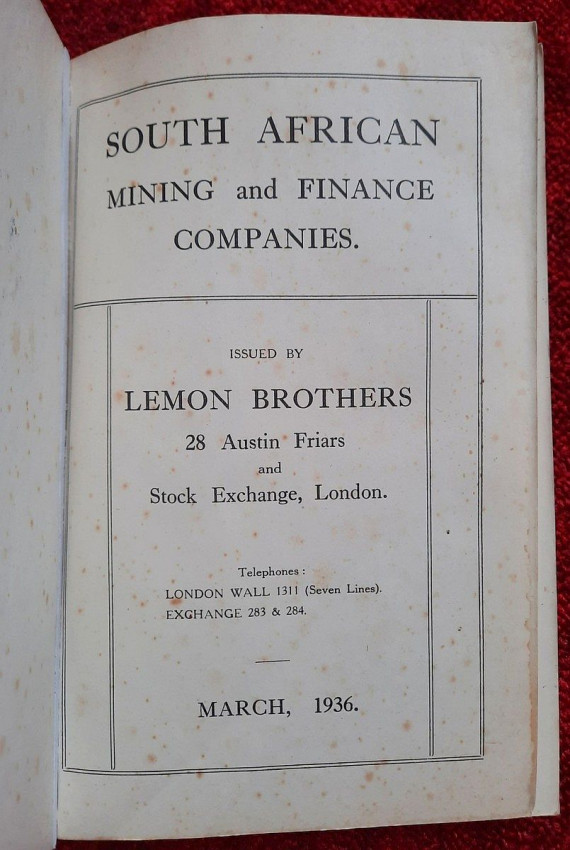 SOUTH AFRICAN
MINING and FINANCE
COMPANIES.
ISSUED BY
LEMON BROTHERS
28 Austin Friars
and
Stock Exchange, London.
Telephones :
LONDON WALL 1311 (Seven Lines).
EXCHANGE 283 & 284.
MARCH, 1936.